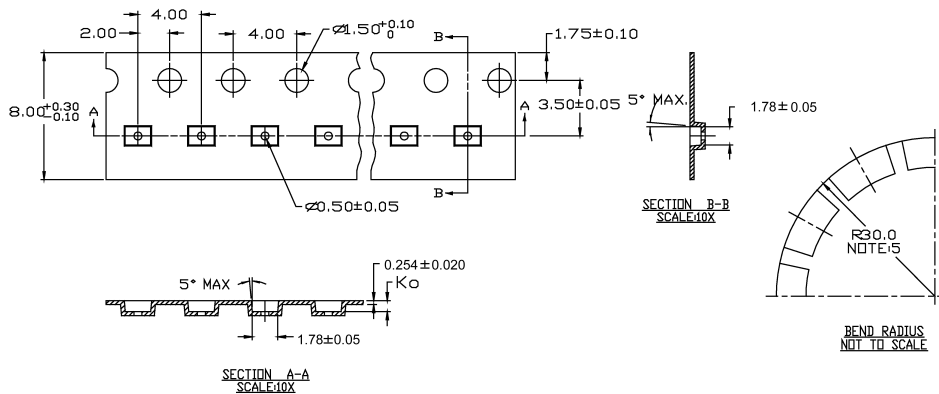 4.00
2.00
4.00
⌀1.50 +0.10 0
B
1.75±0.10
8.00 +0.30 -0.10
A
A
3.50±0.05
5° MAX.
1.78±0.05
B
⌀0.50±0.05
SECTION B-B
SCALE:10X
R30.0
NOTE:5
5° MAX
0.254±0.020
Ko
1.78±0.05
BEND RADIUS
NOT TO SCALE
SECTION A-A
SCALE:10X